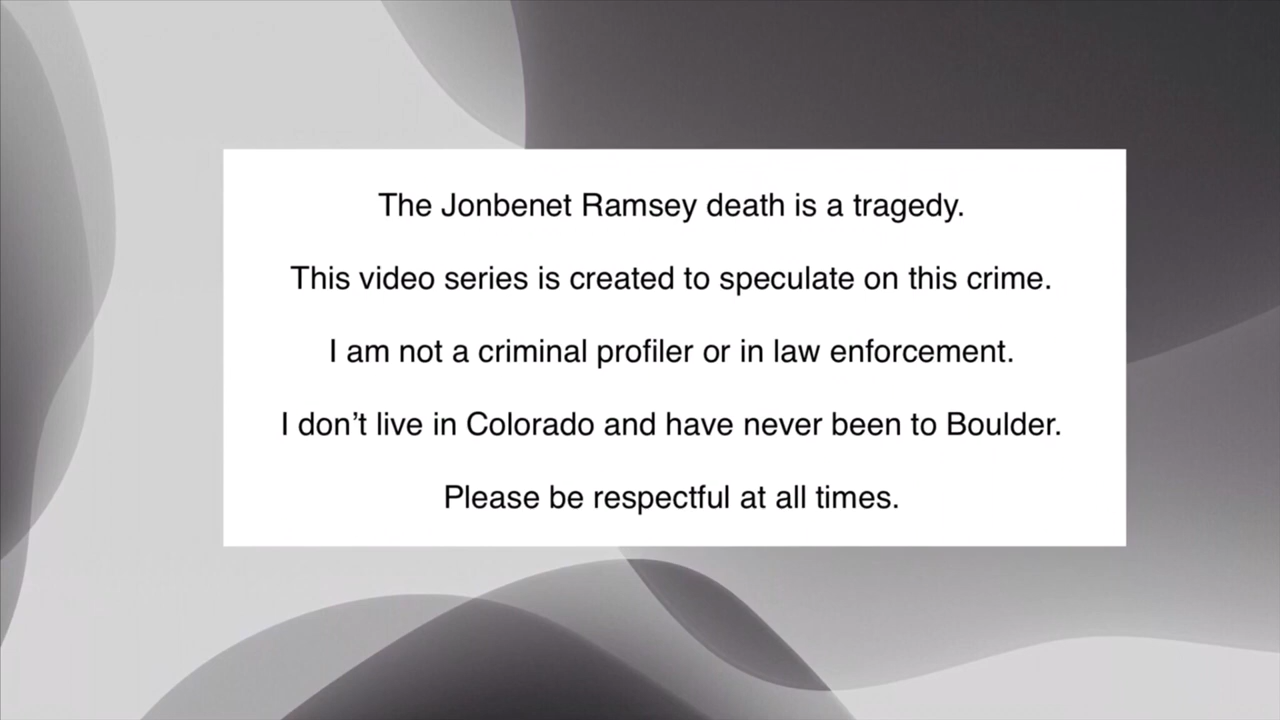 The Jonbenet Ramsey death is a tragedy.
This video series is created to speculate on this crime.
I am not a criminal profiler or in law enforcement.
I don’t live in Colorado and have never been to Boulder.
Please be respectful at all times.